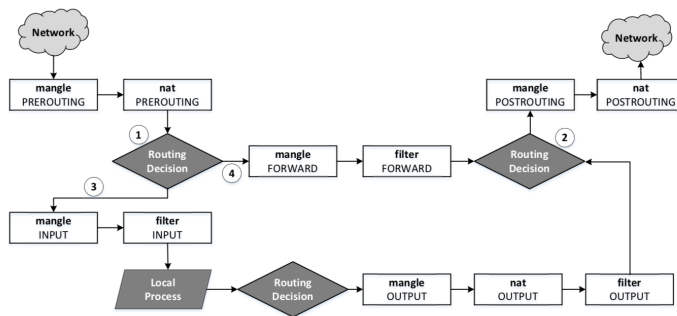 Network
Network
mangle
PREROUTING
nat
PREROUTING
mangle
POSTROUTING
nat
POSTROUTING
1
Routing
Decision
4
mangle
FORWARD
filter
FORWARD
Routing
Decision
2
3
mangle
INPUT
filter
INPUT
Local
Process
Routing
Decision
mangle
OUTPUT
nat
OUTPUT
filter
OUTPUT